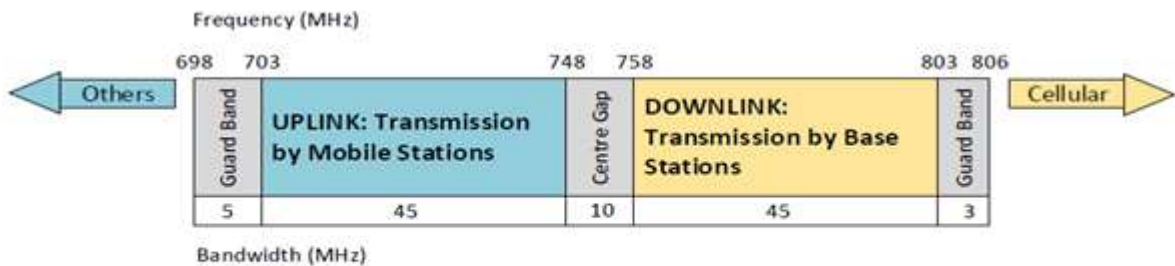 Frequency (MHz)
698 703 748 758 803 806
Others
Guard Band
UPLINK: Transmission
by Mobile Stations
Centre Gap
DOWNLINK:
Transmission by Base
Stations
Guard Band
Cellular
5 45 10 45 3
Bandwidth (MHz)